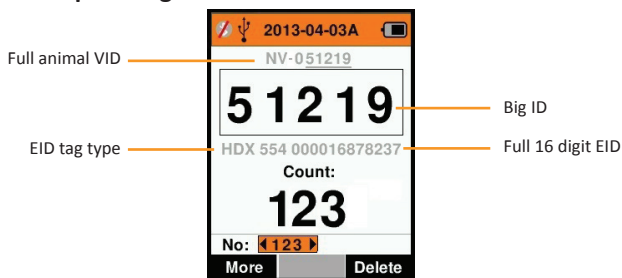 2013-04-03A
Full animal VID
NV-051219
51219
Big ID
EID tag type
HDX 554 000016878237
Full 16 digit EID
Count:
123
No: 123
More Delete